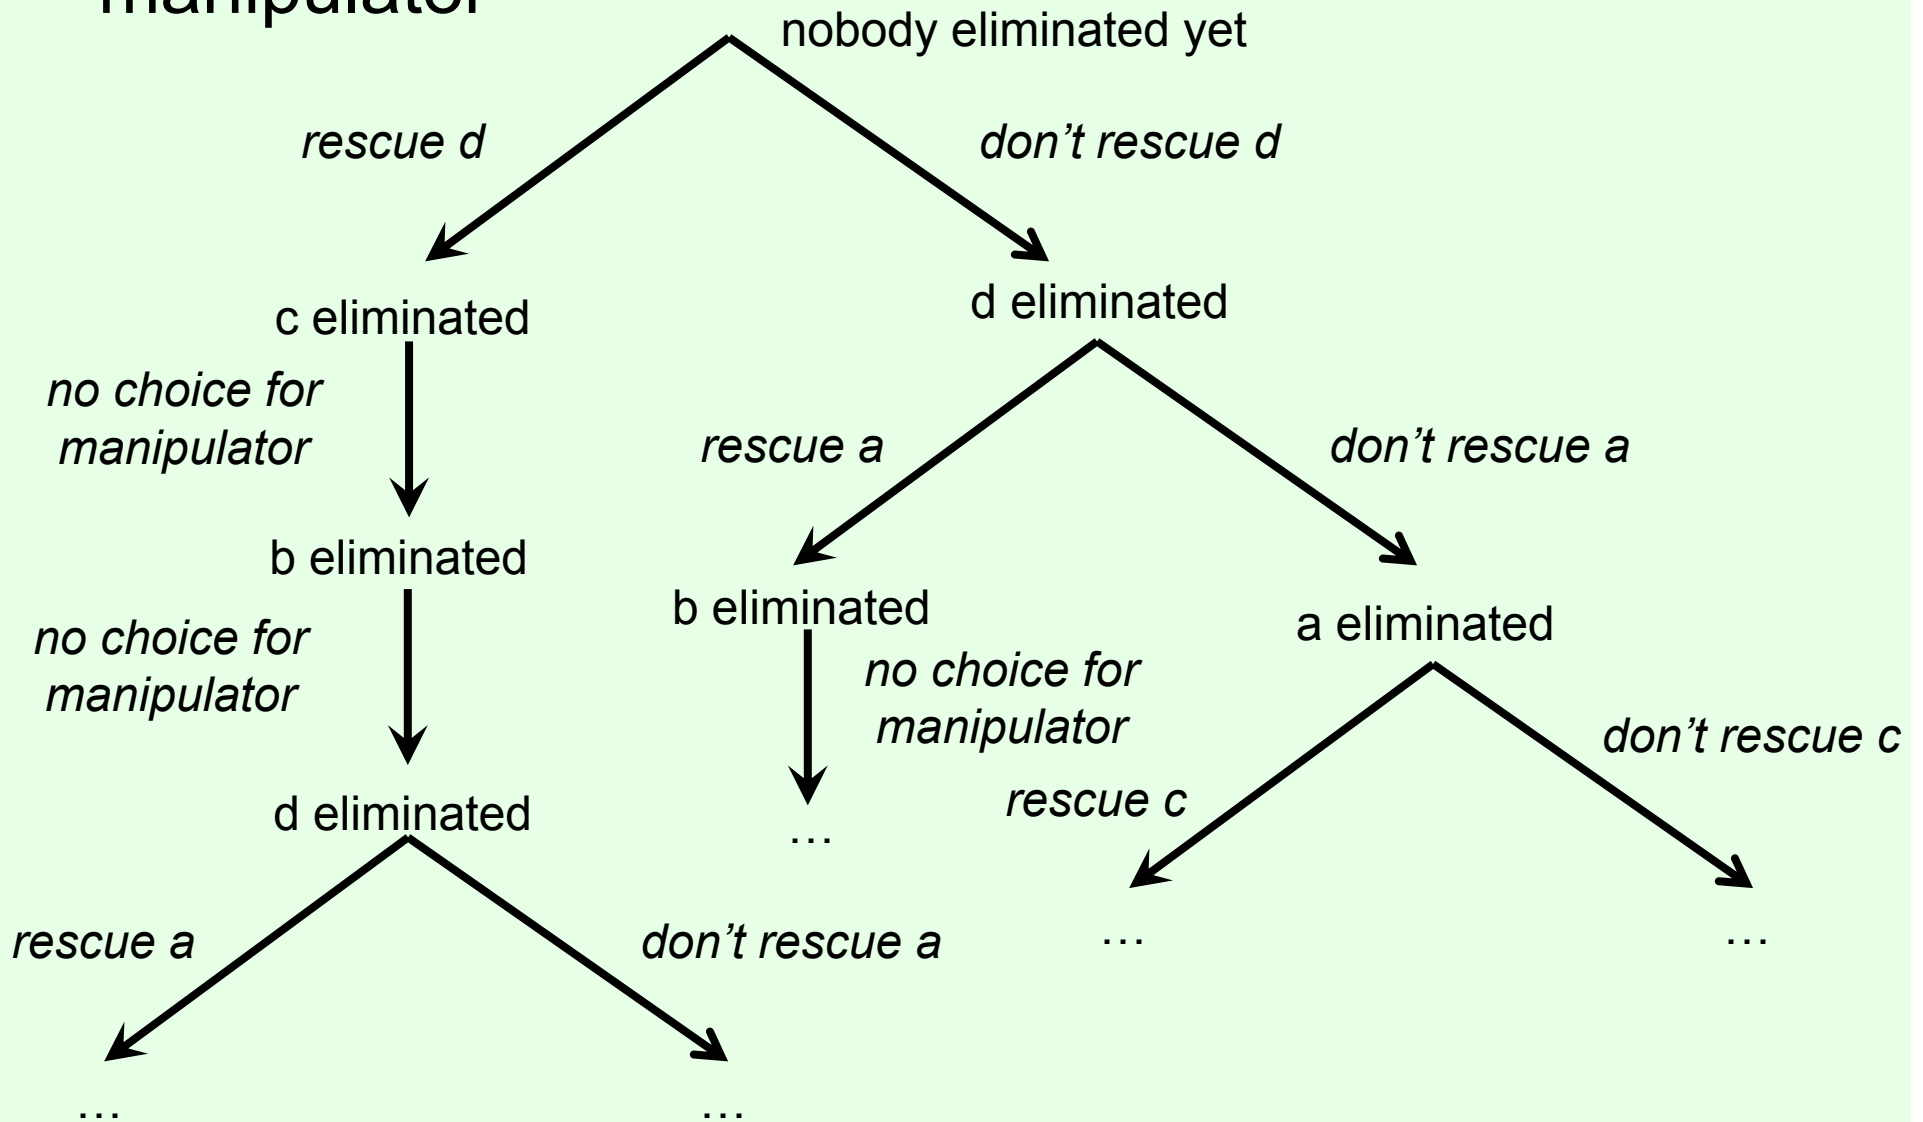 manipulator
nobody eliminated yet
rescue d
don't rescue d
c eliminated
d eliminated
no choice for
manipulator
rescue a
don't rescue a
b eliminated
b eliminated
a eliminated
no choice for
manipulator
no choice for
manipulator
don't rescue c
rescue c
d eliminated
…
rescue a
don't rescue a
…
…
…
…